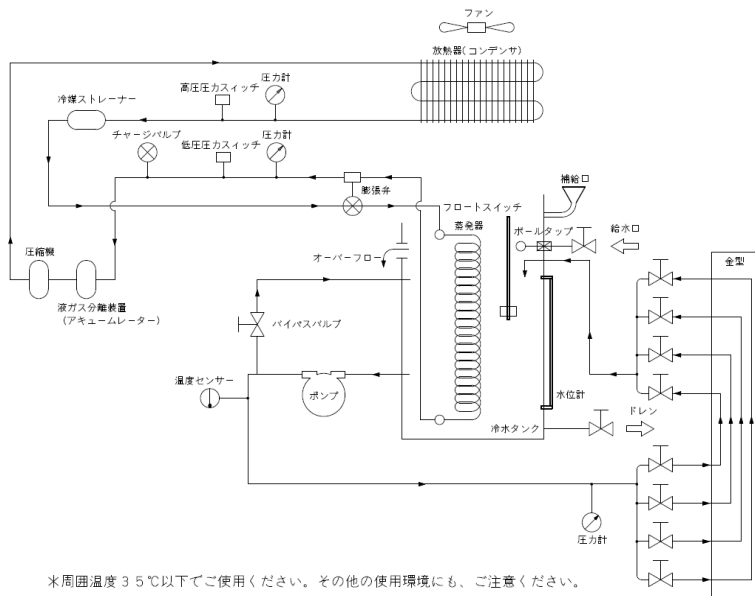 ファン
放熱器(コンデンサ)
高圧圧力スイッチ
圧力計
冷媒ストレーナー
チャージバルブ
低圧圧力スイッチ
圧力計
膨張弁
補給口
フロートスイッチ
蒸発器
ボールタップ
給水口
オーバーフロー
金型
圧縮機
液ガス分離装置
(アキュームレーター)
バイパスバルブ
温度センサー
ポンプ
水位計
冷水タンク
ドレン
圧力計
＊周囲温度３５℃以下でご使用ください。その他の使用環境にも、ご注意ください。